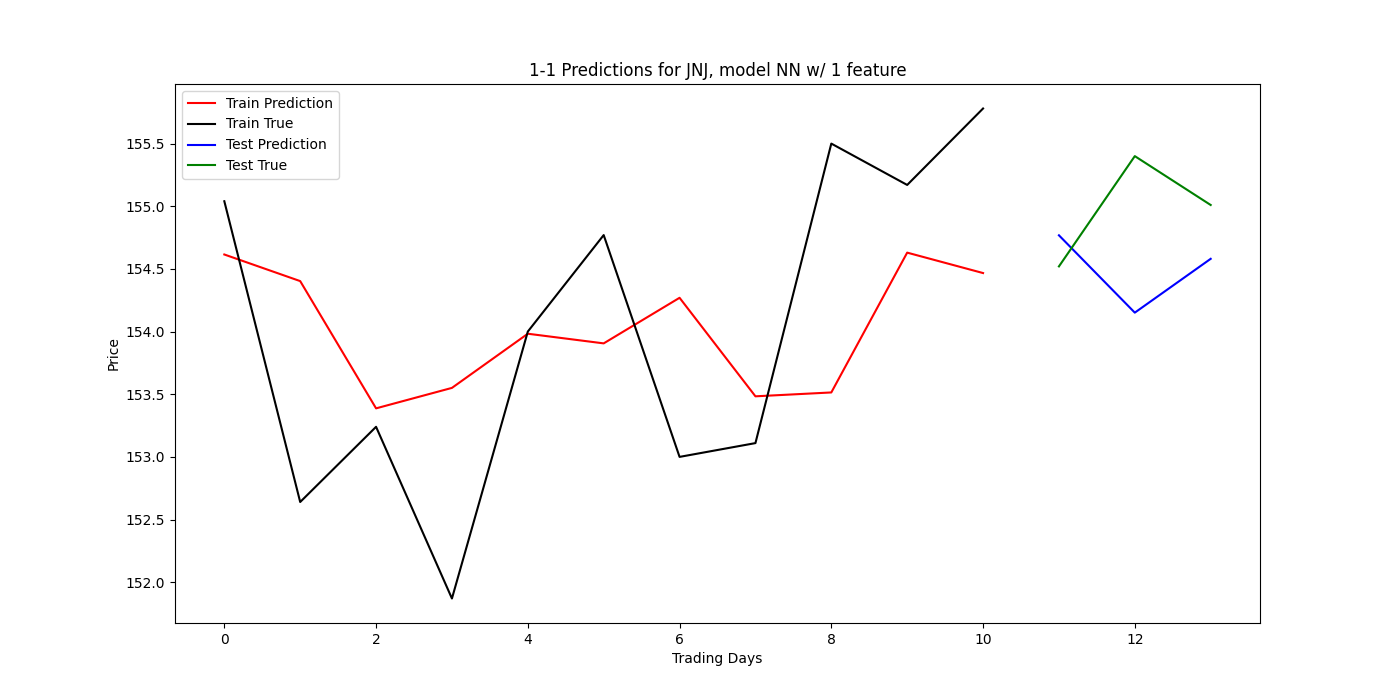 1-1 Predictions for JNJ, model NN w/ 1 feature
Train Prediction
Train True
Test Prediction
Test True
155.5
155.0
154.5
154.0
153.5
153.0
152.5
152.0
Price
0 2 4 6 8 10 12
Trading Days